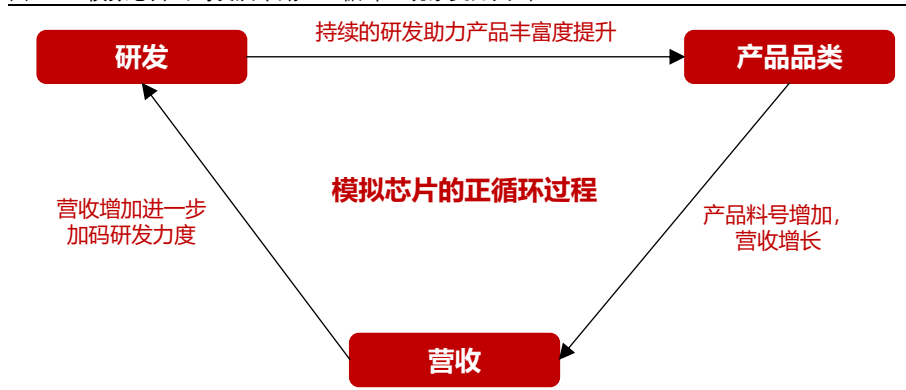 持续的研发助力产品丰富度提升
研发
产品品类
模拟芯片的正循环过程
营收增加进一步
加码研发力度
产品料号增加，
营收增长
营收